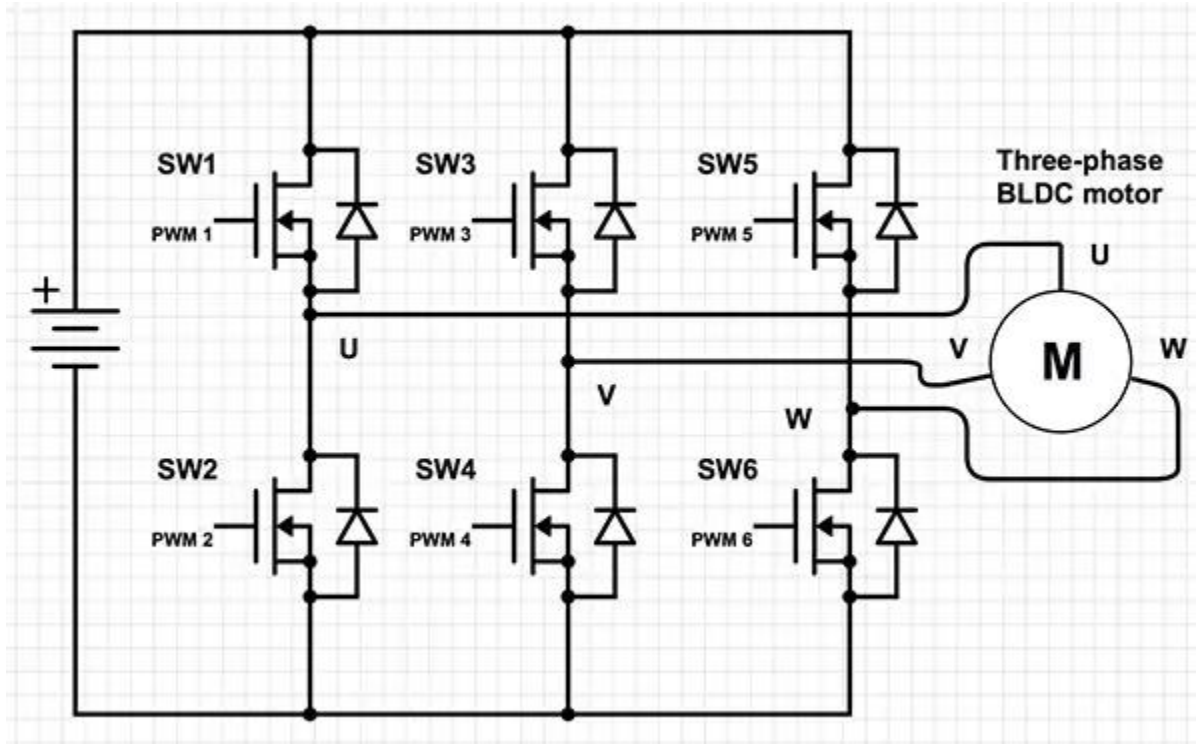 SW1
SW3
SW5
Three-phase
BLDC motor
PWM 1
PWM 3
PWM 5
U
+
U
V
M
W
V
W
SW2
SW4
SW6
PWM 2
PWM 4
PWM 6